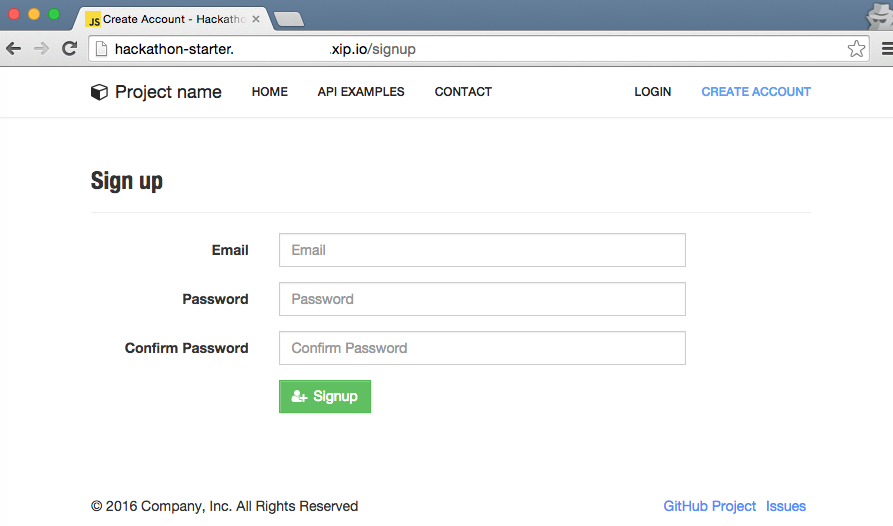 JS Create Account - Hackatho
hackathon-starter. .xip.io/signup
Project name HOME API EXAMPLES CONTACT LOGIN CREATE ACCOUNT
Sign up
Email Email
Password Password
Confirm Password Confirm Password
Signup
© 2016 Company, Inc. All Rights Reserved GitHub Project Issues